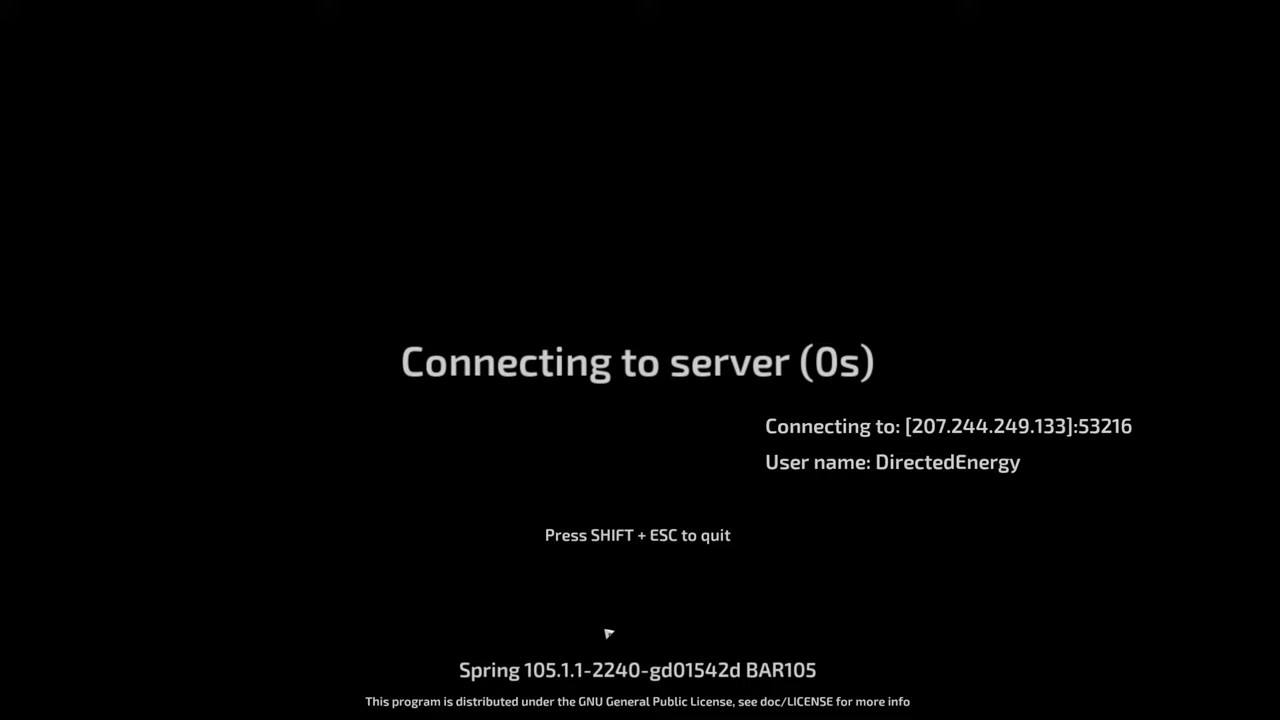 Connecting to server (0s)
Connecting to: [207.244.249.133]:53216
User name: DirectedEnergy
Press SHIFT + ESC to quit
Spring 105.1.1-2240-gd01542d BAR105
This program is distributed under the GNU General Public License, see doc/LICENSE for more info